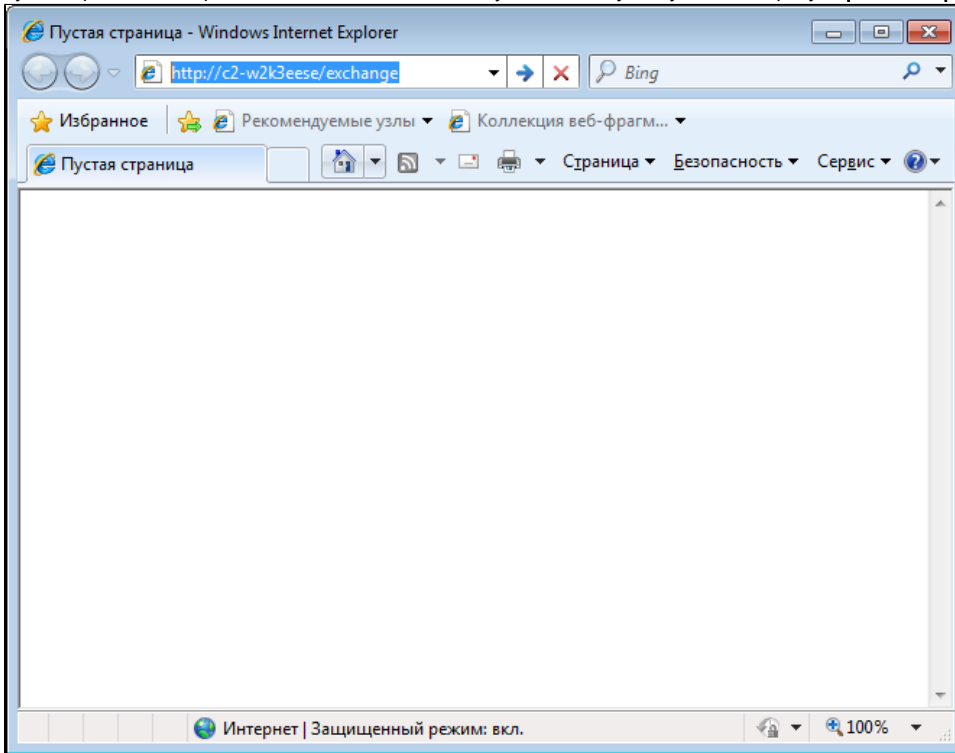 Пустая страница - Windows Internet Explorer
http://c2-w2k3eese/exchange
Bing
Избранное
Рекомендуемые узлы
Коллекция веб-фрагм...
Пустая страница
Страница
Безопасность
Сервис
Интернет | Защищенный режим: вкл.
100%